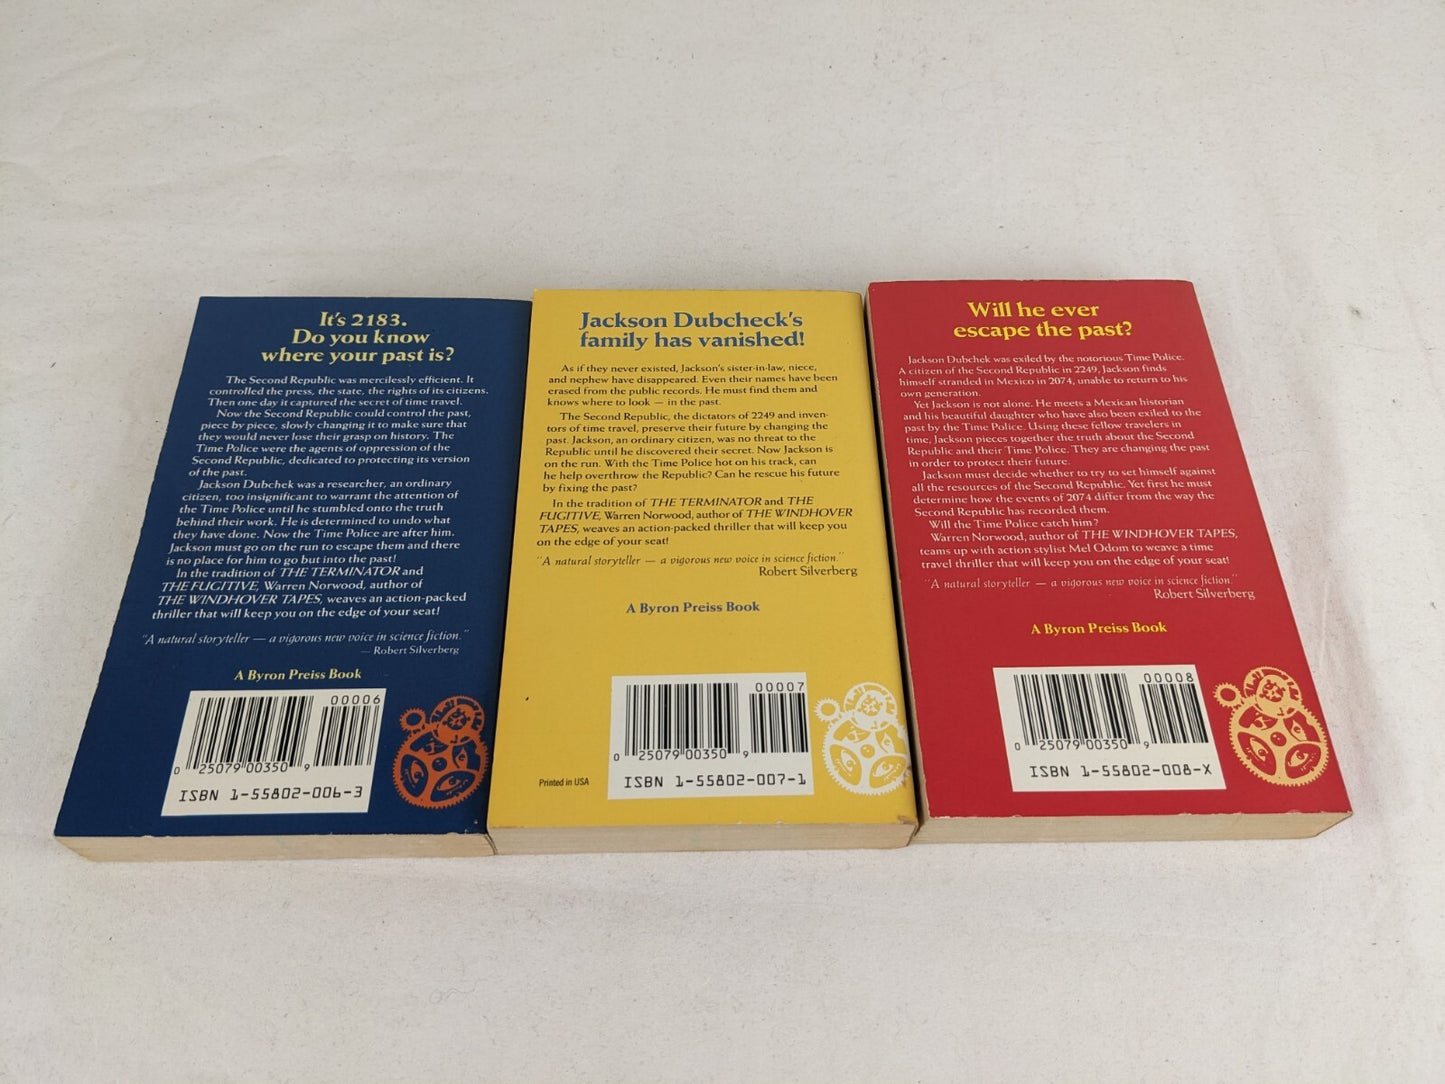 It's 2183.
Do you know
where your past is?
The Second Republic was mercilessly efficient. It
controlled the press, the state, the rights of its citizens.
Then one day it captured the secret of time travel.
Now the Second Republic could control the past,
piece by piece, slowly changing it to make sure that
they would never lose their grasp on history. The
Time Police were the agents of oppression of the
Second Republic, dedicated to protecting its version
of the past.
Jackson Dubchek was a researcher, an ordinary
citizen, too insignificant to warrant the attention of
the Time Police until he stumbled onto the truth
behind their work. He is determined to undo what
they have done. Now the Time Police are after him.
Jackson must go on the run to escape them and there
is no place for him to go but into the past!
In the tradition of THE TERMINATOR and
THE FUGITIVE, Warren Norwood, author of
THE WINDHOVER TAPES, weaves an action-packed
thriller that will keep you on the edge of your seat!
"A natural storyteller — a vigorous new voice in science fiction."
— Robert Silverberg
A Byron Preiss Book
00006
0 25079 00350 9
ISBN 1-55802-006-3
Jackson Dubcheck's
family has vanished!
As if they never existed, Jackson's sister-in-law, niece,
and nephew have disappeared. Even their names have been
erased from the public records. He must find them and
knows where to look — in the past.
The Second Republic, the dictators of 2249 and inven-
tors of time travel, preserve their future by changing the
past. Jackson, an ordinary citizen, was no threat to the
Republic until he discovered their secret. Now Jackson is
on the run. With the Time Police hot on his track, can
he help overthrow the Republic? Can he rescue his future
by fixing the past?
In the tradition of THE TERMINATOR and THE
FUGITIVE, Warren Norwood, author of THE WINDHOVER
TAPES, weaves an action-packed thriller that will keep you
on the edge of your seat!
"A natural storyteller — a vigorous new voice in science fiction."
Robert Silverberg
A Byron Preiss Book
00007
0 25079 00350 9
Printed in USA
ISBN 1-55802-007-1
Will he ever
escape the past?
Jackson Dubchek was exiled by the notorious Time Police.
A citizen of the Second Republic in 2249, Jackson finds
himself stranded in Mexico in 2074, unable to return to his
own generation.
Yet Jackson is not alone. He meets a Mexican historian
and his beautiful daughter who have also been exiled to the
past by the Time Police. Using these fellow travelers in
time, Jackson pieces together the truth about the Second
Republic and their Time Police. They are changing the past
in order to protect their future.
Jackson must decide whether to try to set himself against
all the resources of the Second Republic. Yet first he must
determine how the events of 2074 differ from the way the
Second Republic has recorded them.
Will the Time Police catch him?
Warren Norwood, author of THE WINDHOVER TAPES,
teams up with action stylist Mel Odom to weave a time
travel thriller that will keep you on the edge of your seat!
"A natural storyteller — a vigorous new voice in science fiction."
Robert Silverberg
A Byron Preiss Book
00008
0 25079 00350 9
ISBN 1-55802-008-X